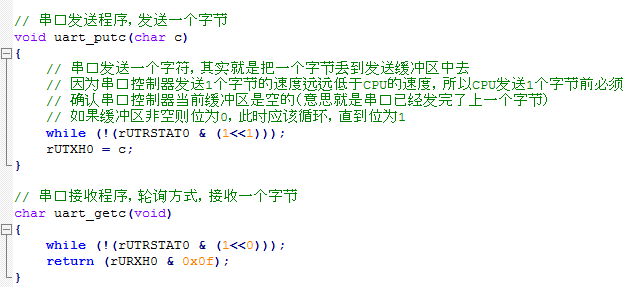 // 串口发送程序，发送一个字节
void uart_putc(char c)
{
// 串口发送一个字符，其实就是把一个字节丢到发送缓冲区中去
// 因为串口控制器发送1个字节的速度远远低于CPU的速度，所以CPU发送1个字节前必须
// 确认串口控制器当前缓冲区是空的(意思就是串口已经发完了上一个字节)
// 如果缓冲区非空则位为0，此时应该循环，直到位为1
while (!(rUTRSTAT0 & (1<<1)));
rUTXH0 = c;
}
// 串口接收程序，轮询方式，接收一个字节
char uart_getc(void)
{
while (!(rUTRSTAT0 & (1<<0)));
return (rURXH0 & 0x0f);
}